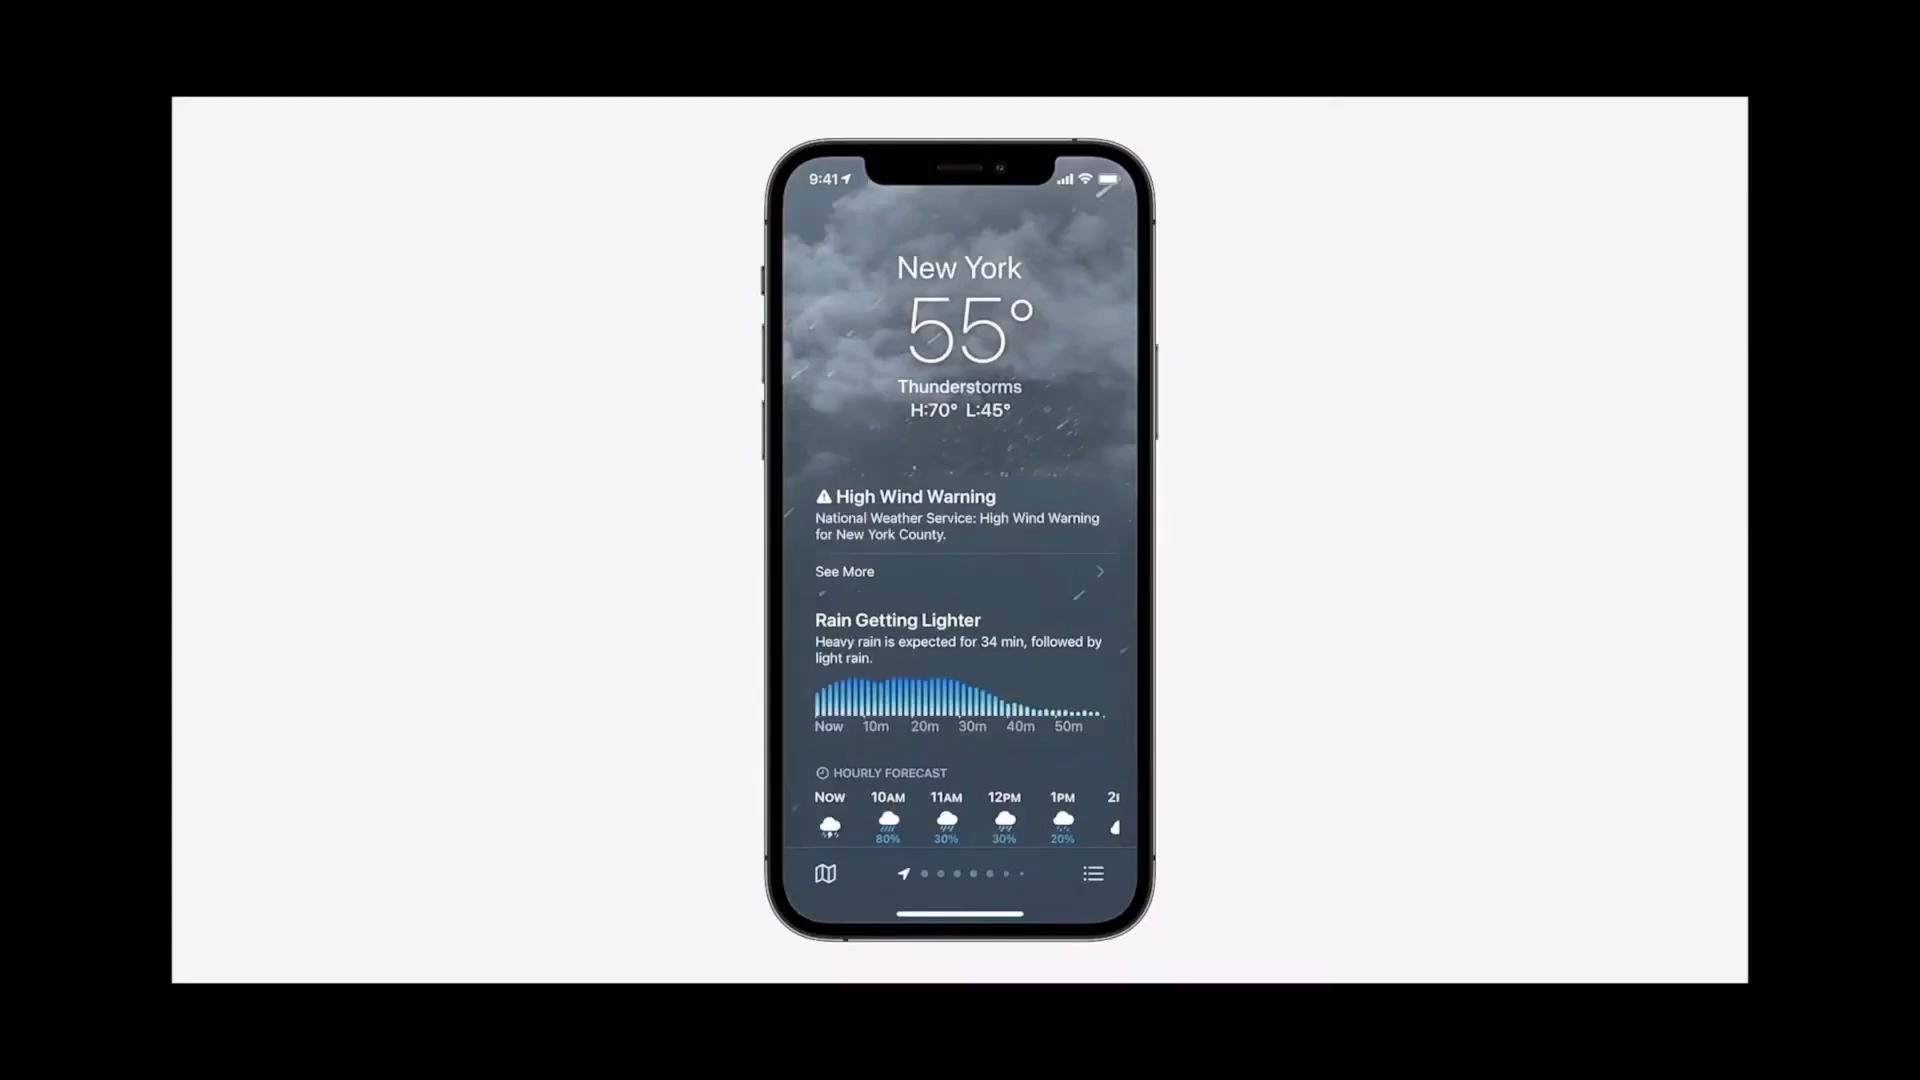 9:41
New York
55°
Thunderstorms
H:70° L:45°
High Wind Warning
National Weather Service: High Wind Warning
for New York County.
See More
Rain Getting Lighter
Heavy rain is expected for 34 min, followed by
light rain.
Now 10m 20m 30m 40m 50m
HOURLY FORECAST
Now 10AM 11AM 12PM 1PM
80% 30% 30% 20%